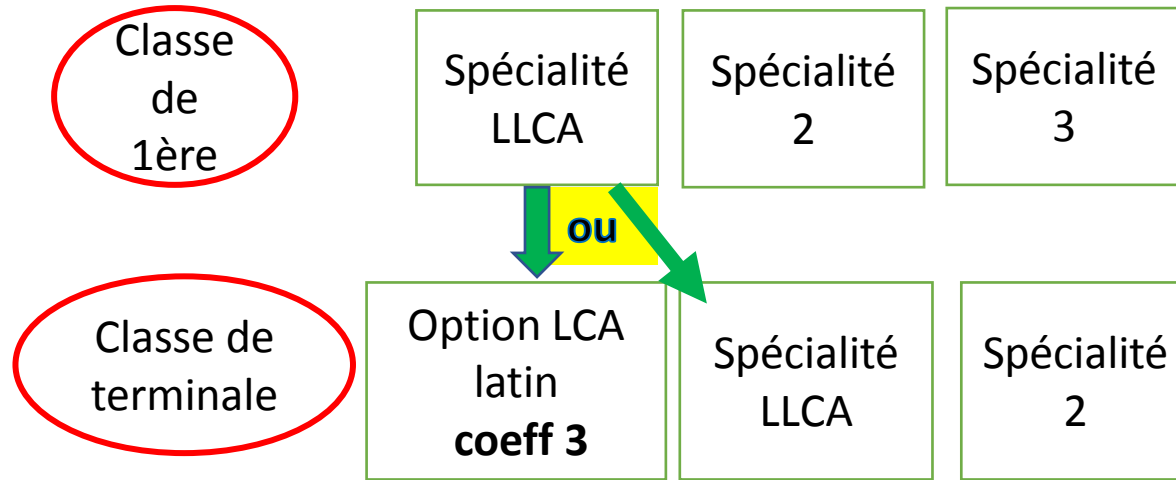 Classe
de
1ère
Spécialité
LLCA
Spécialité
2
Spécialité
3
ou
Classe de
terminale
Option LCA
latin
coeff 3
Spécialité
LLCA
Spécialité
2